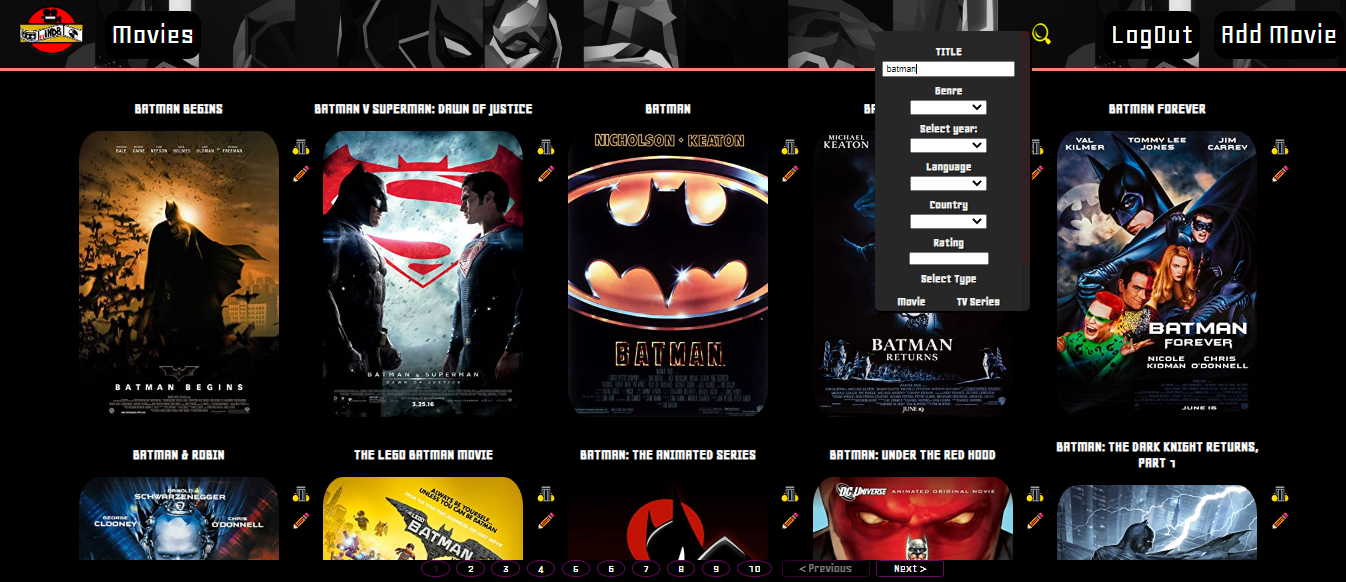 JHDB
Movies
LogOut
Add Movie
TITLE
batman
Genre
Select year:
Language
Country
Rating
Select Type
Movie
TV Series
BATMAN BEGINS
BATMAN V SUPERMAN: DAWN OF JUSTICE
BATMAN
BATMAN FOREVER
BATMAN BEGINS
BATMAN v SUPERMAN
DAWN OF JUSTICE
3.25.16
NICHOLSON • KEATON
BATMAN
MICHAEL
KEATON
BATMAN
RETURNS
JUNE 19
VAL
KILMER
TOMMY LEE
JONES
JIM
CARREY
BATMAN
FOREVER
NICOLE
KIDMAN
CHRIS
O'DONNELL
JUNE 16
BATMAN & ROBIN
THE LEGO BATMAN MOVIE
BATMAN: THE ANIMATED SERIES
BATMAN: UNDER THE RED HOOD
BATMAN: THE DARK KNIGHT RETURNS,
PART 1
ARNOLD
SCHWARZENEGGER
GEORGE
CLOONEY
CHRIS
O'DONNELL
ALWAYS BE YOURSELF.
UNLESS YOU CAN BE
BATMAN.
THE LEGO
BATMAN
DC UNIVERSE ANIMATED ORIGINAL MOVIE
1 2 3 4 5 6 7 8 9 10 < Previous Next >